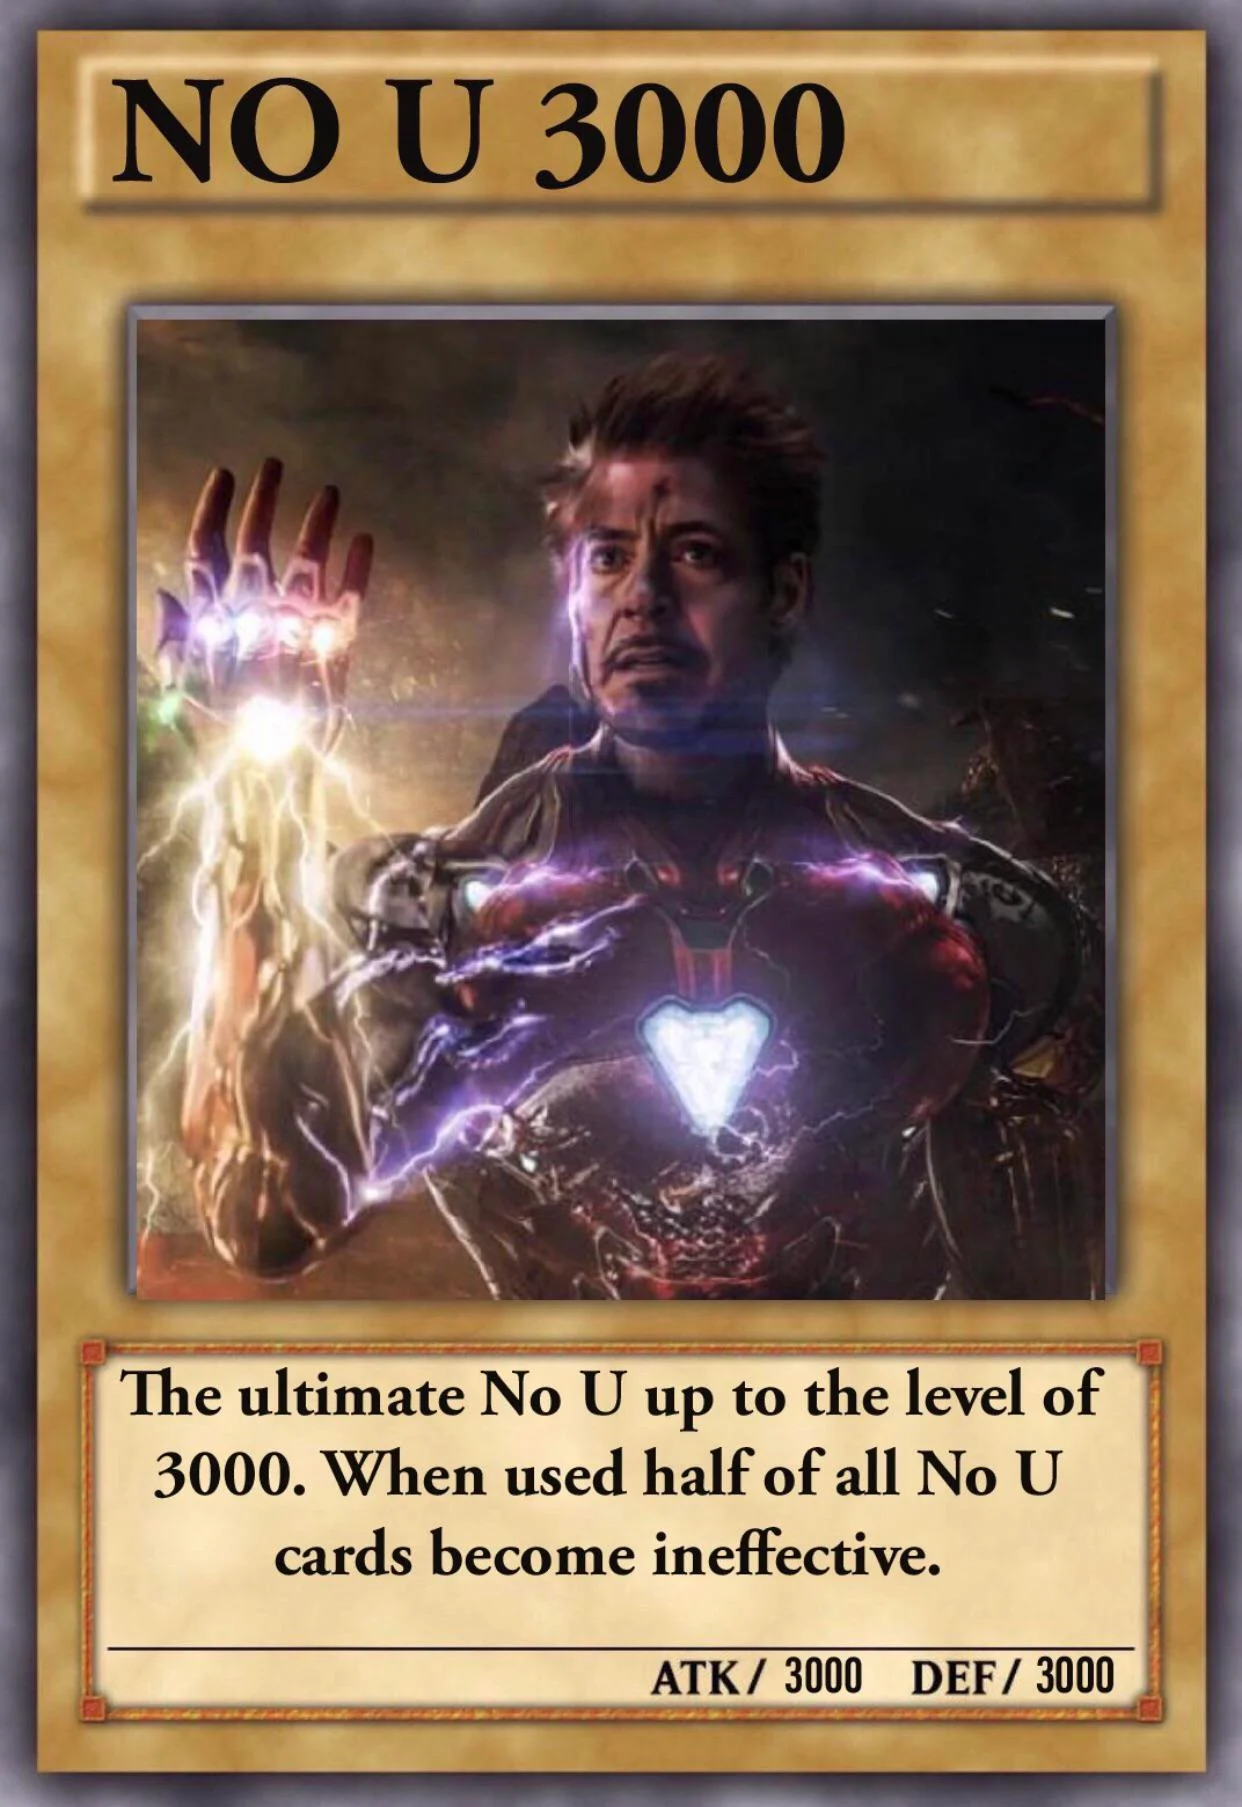 NO U 3000
The ultimate No U up to the level of
3000. When used half of all No U
cards become ineffective.
ATK/ 3000 DEF/ 3000